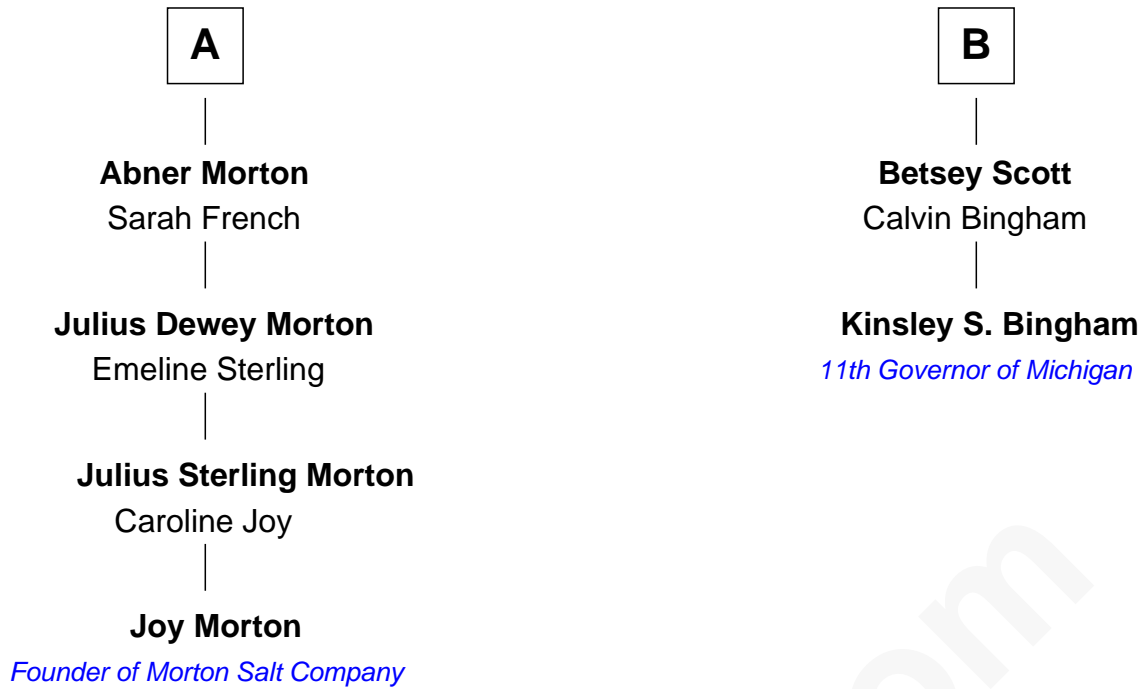 A
Abner Morton
Sarah French
Julius Dewey Morton
Emeline Sterling
Julius Sterling Morton
Caroline Joy
Joy Morton
Founder of Morton Salt Company
B
Betsey Scott
Calvin Bingham
Kinsley S. Bingham
11th Governor of Michigan
om